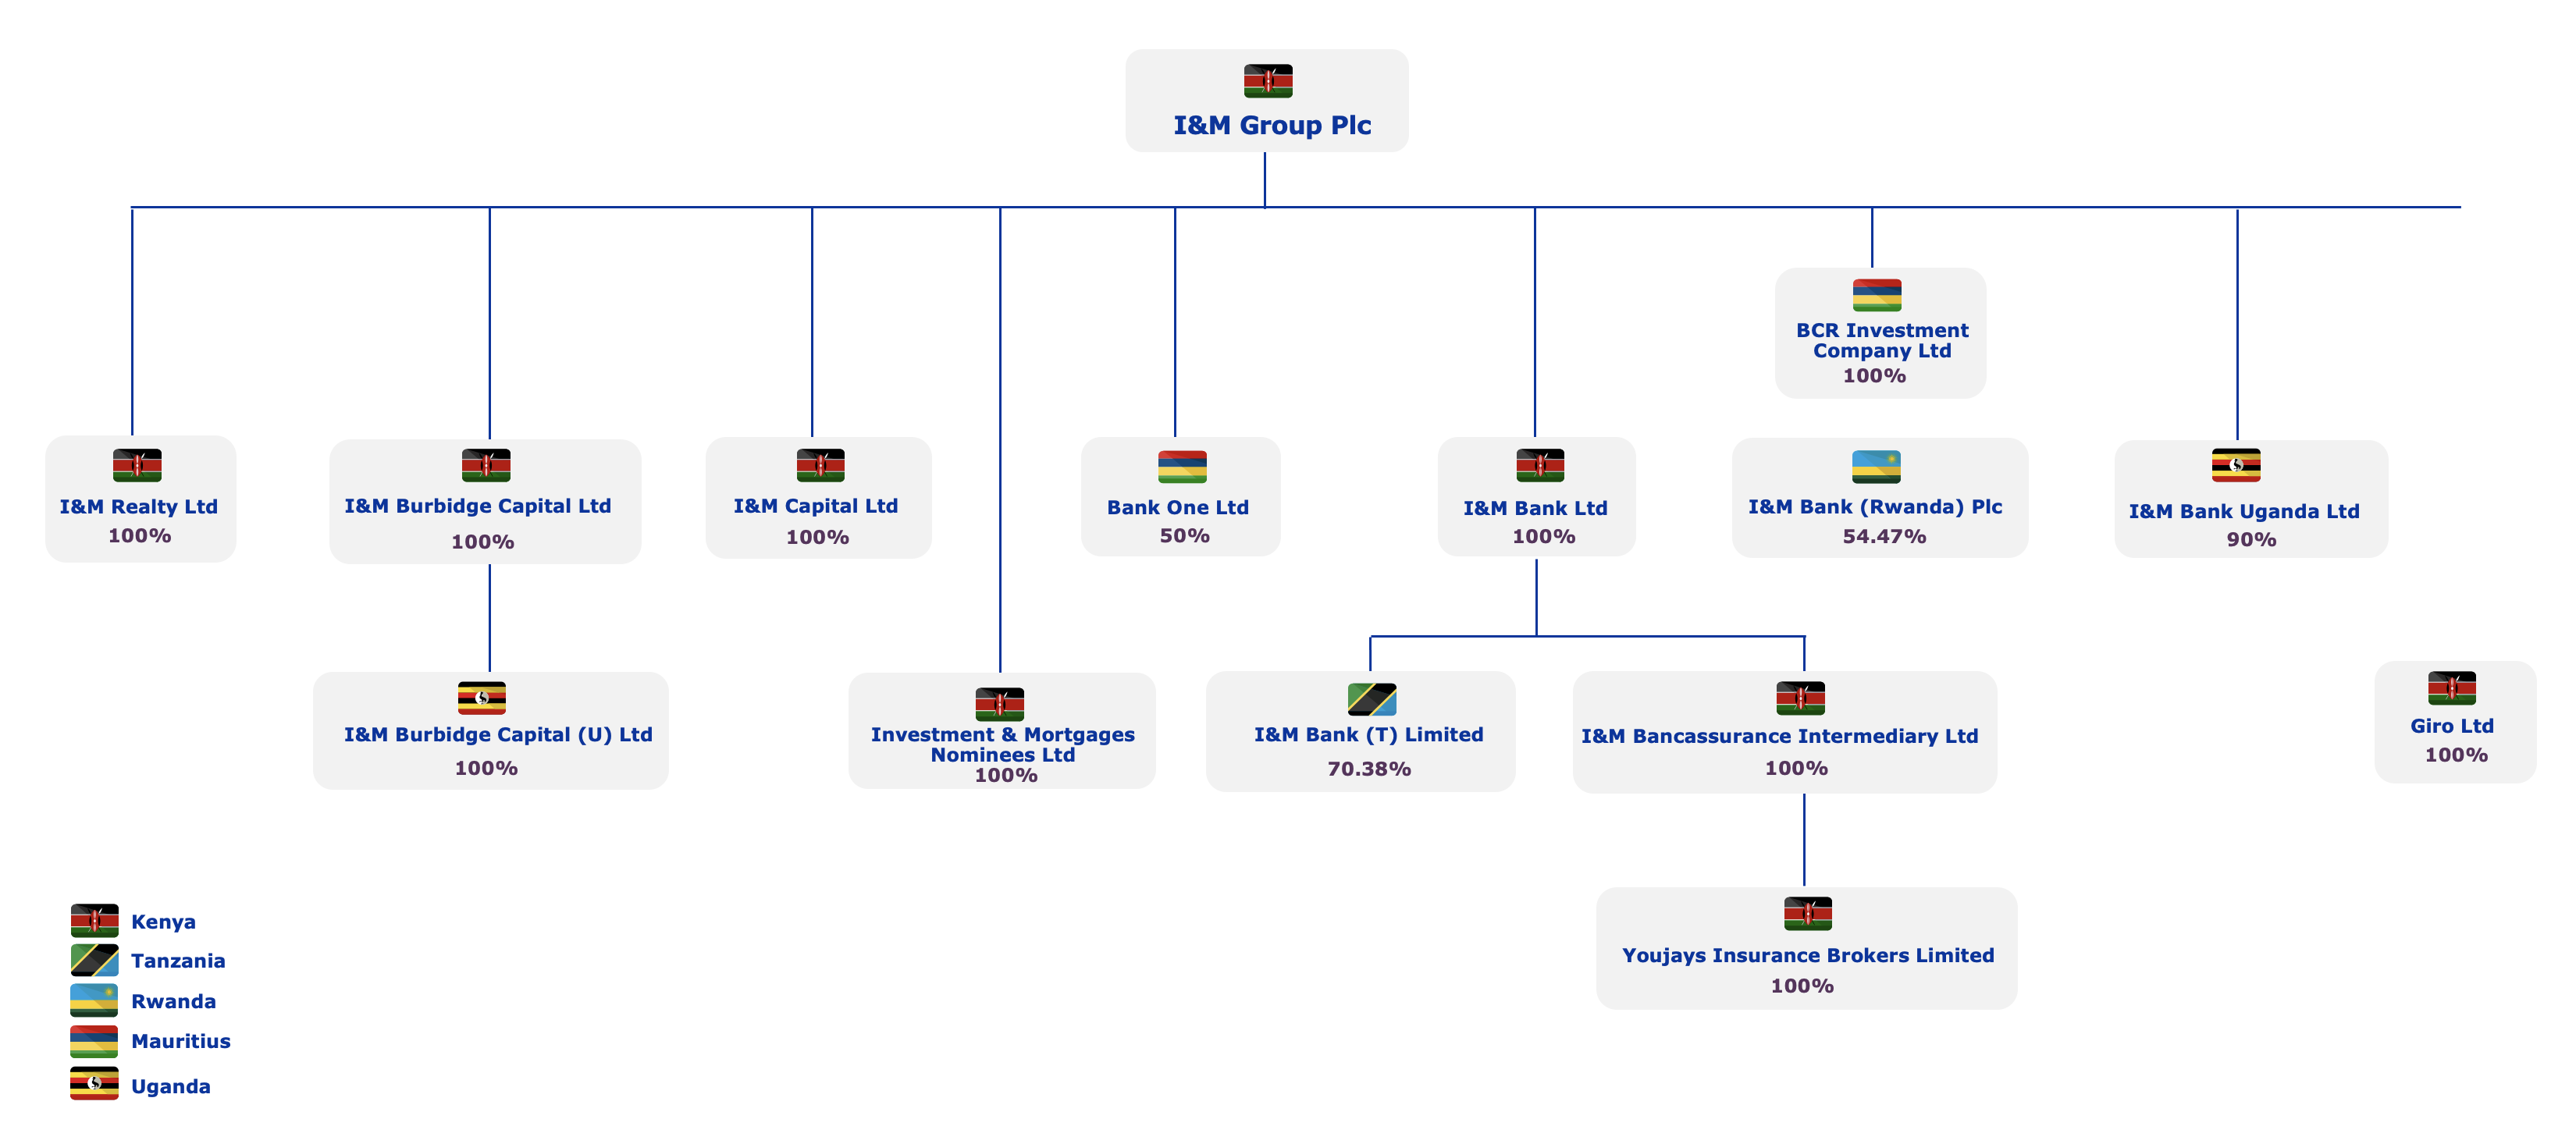 I&M Group Plc
BCR Investment
Company Ltd
100%
I&M Realty Ltd
100%
I&M Burbidge Capital Ltd
100%
I&M Capital Ltd
100%
Bank One Ltd
50%
I&M Bank Ltd
100%
I&M Bank (Rwanda) Plc
54.47%
I&M Bank Uganda Ltd
90%
I&M Burbidge Capital (U) Ltd
100%
Investment & Mortgages
Nominees Ltd
100%
I&M Bank (T) Limited
70.38%
I&M Bancassurance Intermediary Ltd
100%
Giro Ltd
100%
Youjays Insurance Brokers Limited
100%
Kenya
Tanzania
Rwanda
Mauritius
Uganda